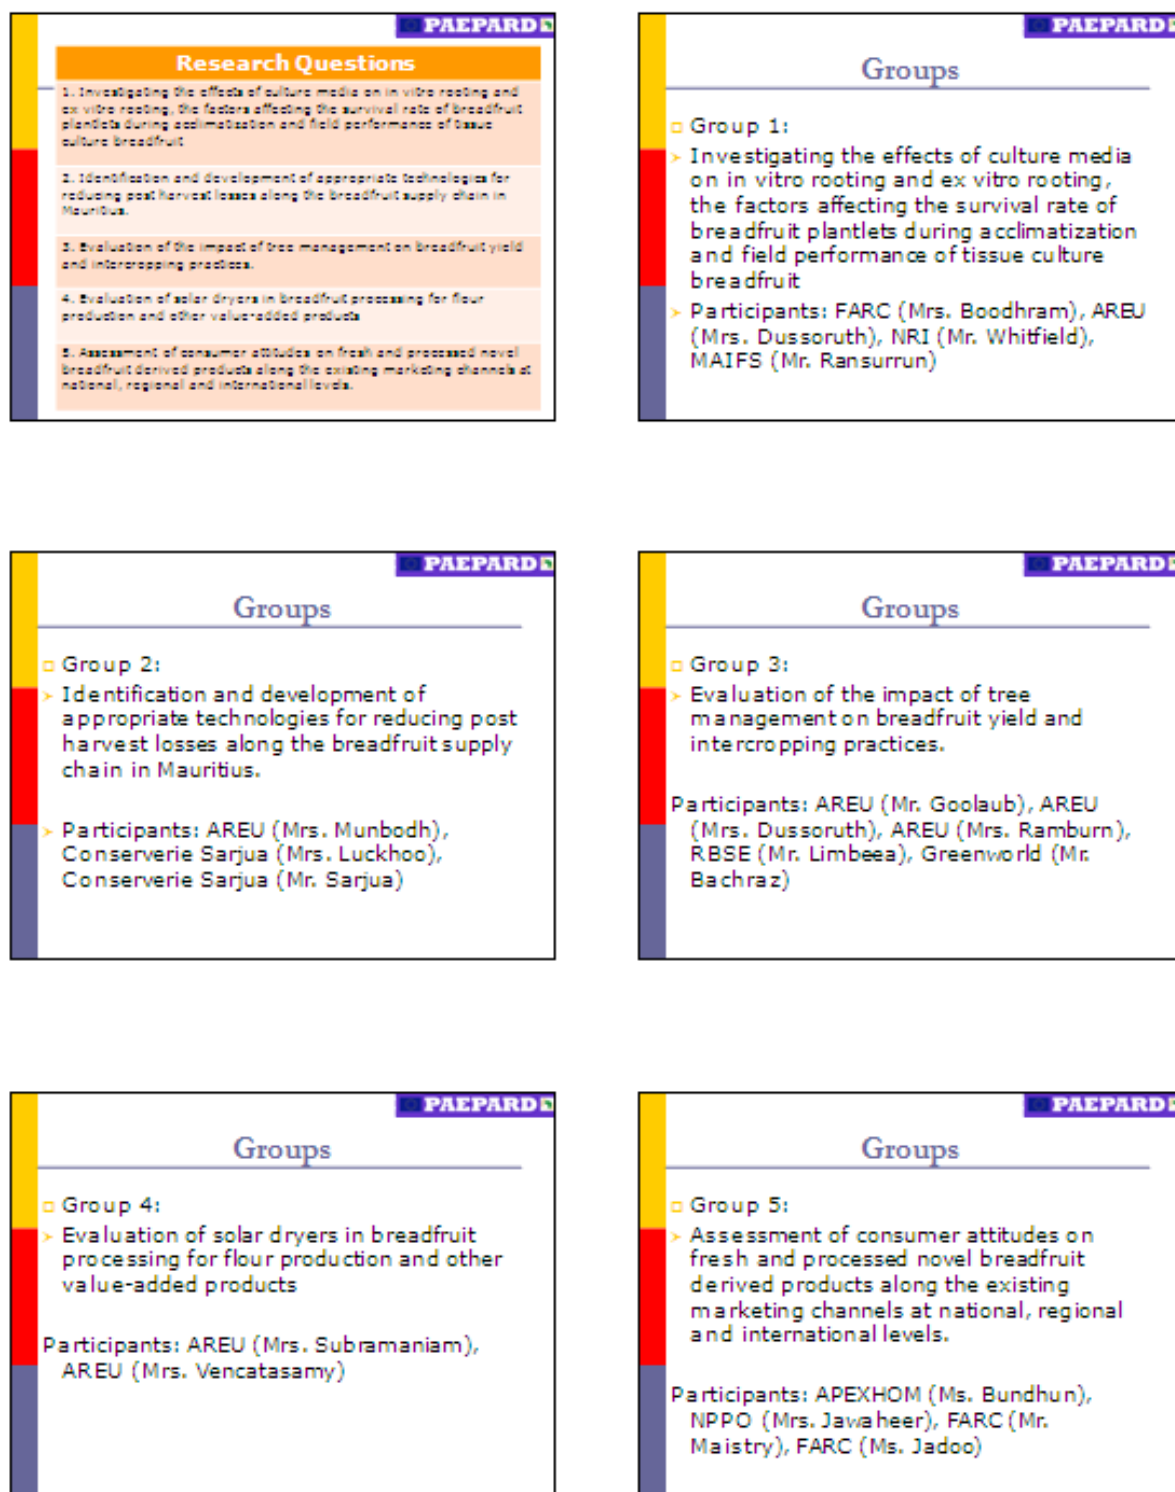 PAEPARD
Research Questions
1. Investigating the effects of culture media on in vitro rooting and
ex vitro rooting, the factors affecting the survival rate of breadfruit
plantlets during acclimatization and field performance of tissue
culture breadfruit
2. Identification and development of appropriate technologies for
reducing post harvest losses along the breadfruit supply chain in
Mauritius.
3. Evaluation of the impact of tree management on breadfruit yield
and intercropping practices.
4. Evaluation of solar dryers in breadfruit processing for flour
production and other value-added products
5. Assessment of consumer attitudes on fresh and processed novel
breadfruit derived products along the existing marketing channels at
national, regional and international levels.
PAEPARD
Groups
Group 1:
Investigating the effects of culture media
on in vitro rooting and ex vitro rooting,
the factors affecting the survival rate of
breadfruit plantlets during acclimatization
and field performance of tissue culture
breadfruit
Participants: FARC (Mrs. Boodhram), AREU
(Mrs. Dussoruth), NRI (Mr. Whitfield),
MAIFS (Mr. Ransurrun)
PAEPARD
Groups
Group 2:
Identification and development of
appropriate technologies for reducing post
harvest losses along the breadfruit supply
chain in Mauritius.
Participants: AREU (Mrs. Munbodh),
Conserverie Sarjua (Mrs. Luckhoo),
Conserverie Sarjua (Mr. Sarjua)
PAEPARD
Groups
Group 3:
Evaluation of the impact of tree
management on breadfruit yield and
intercropping practices.
Participants: AREU (Mr. Goolaub), AREU
(Mrs. Dussoruth), AREU (Mrs. Ramburn),
RBSE (Mr. Limbeea), Greenworld (Mr.
Bachraz)
PAEPARD
Groups
Group 4:
Evaluation of solar dryers in breadfruit
processing for flour production and other
value-added products
Participants: AREU (Mrs. Subramaniam),
AREU (Mrs. Vencatasamy)
PAEPARD
Groups
Group 5:
Assessment of consumer attitudes on
fresh and processed novel breadfruit
derived products along the existing
marketing channels at national, regional
and international levels.
Participants: APEXHOM (Ms. Bundhun),
NPPO (Mrs. Jawaheer), FARC (Mr.
Maistry), FARC (Ms. Jadoo)